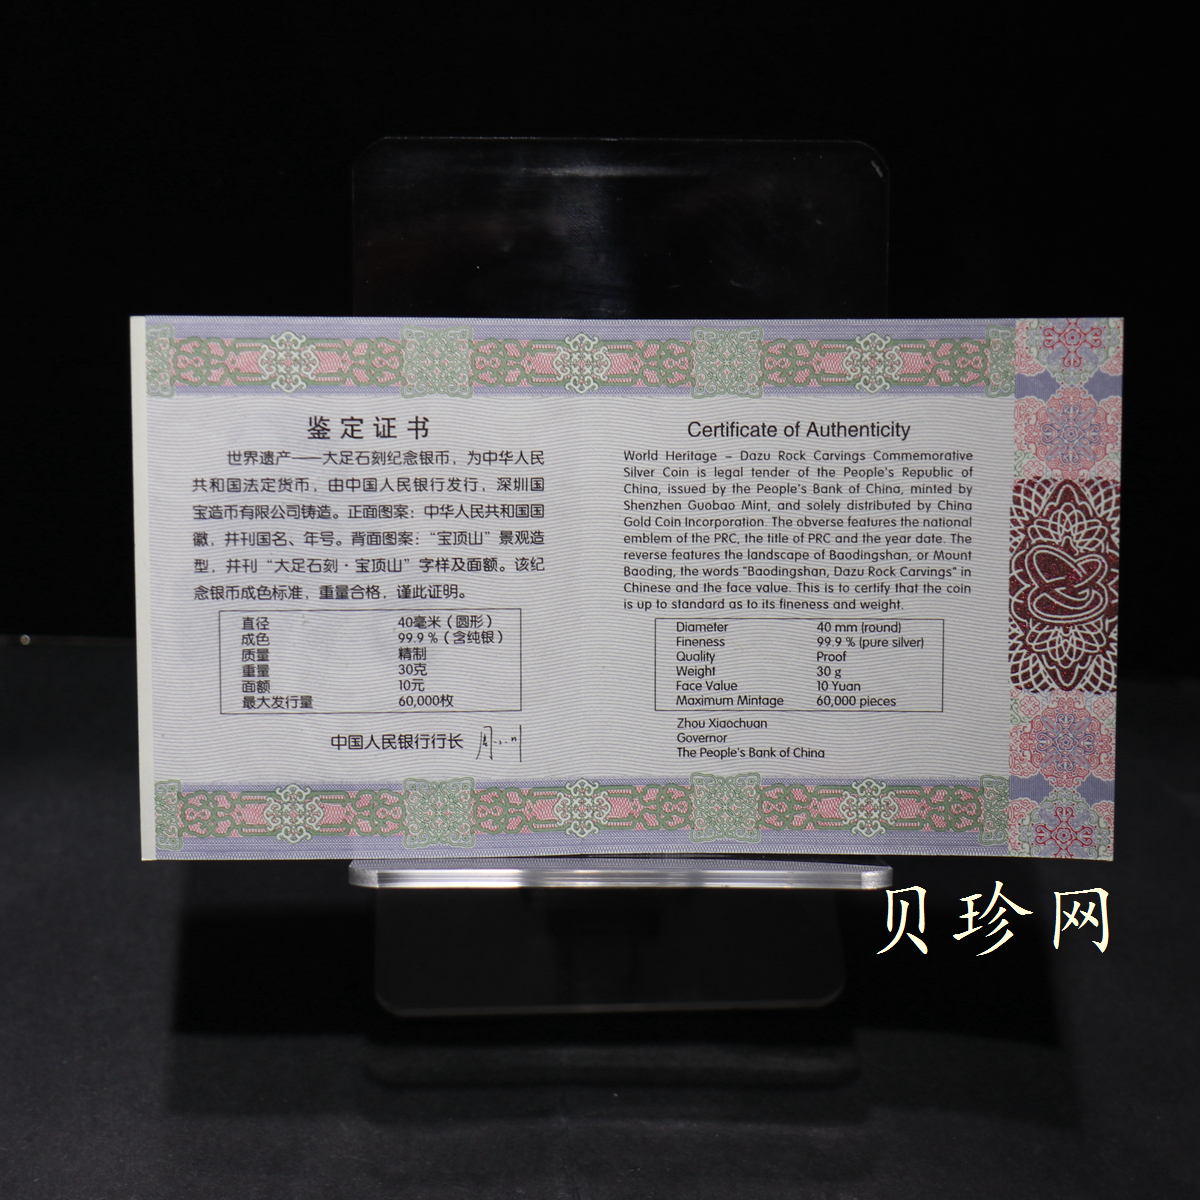 鉴定证书
世界遗产——大足石刻纪念银币，为中华人民
共和国法定货币，由中国人民银行发行，深圳国
宝造币有限公司铸造。正面图案：中华人民共和国国
徽，并刊国名、年号。背面图案：“宝顶山”景观造
型，并刊“大足石刻·宝顶山”字样及面额。该纪
念银币成色标准，重量合格，谨此证明。
直径 40毫米（圆形）
成色 99.9％（含纯银）
质量 精制
重量 30克
面额 10元
最大发行量 60,000枚
中国人民银行行长
Certificate of Authenticity
World Heritage – Dazu Rock Carvings Commemorative
Silver Coin is legal tender of the People's Republic of
China, issued by the People's Bank of China, minted by
Shenzhen Guobao Mint, and solely distributed by China
Gold Coin Incorporation. The obverse features the national
emblem of the PRC, the title of PRC and the year date. The
reverse features the landscape of Baodingshan, or Mount
Baoding, the words "Baodingshan, Dazu Rock Carvings" in
Chinese and the face value. This is to certify that the coin
is up to standard as to its fineness and weight.
Diameter 40 mm (round)
Fineness 99.9 % (pure silver)
Quality Proof
Weight 30 g
Face Value 10 Yuan
Maximum Mintage 60,000 pieces
Zhou Xiaochuan
Governor
The People's Bank of China
贝珍网